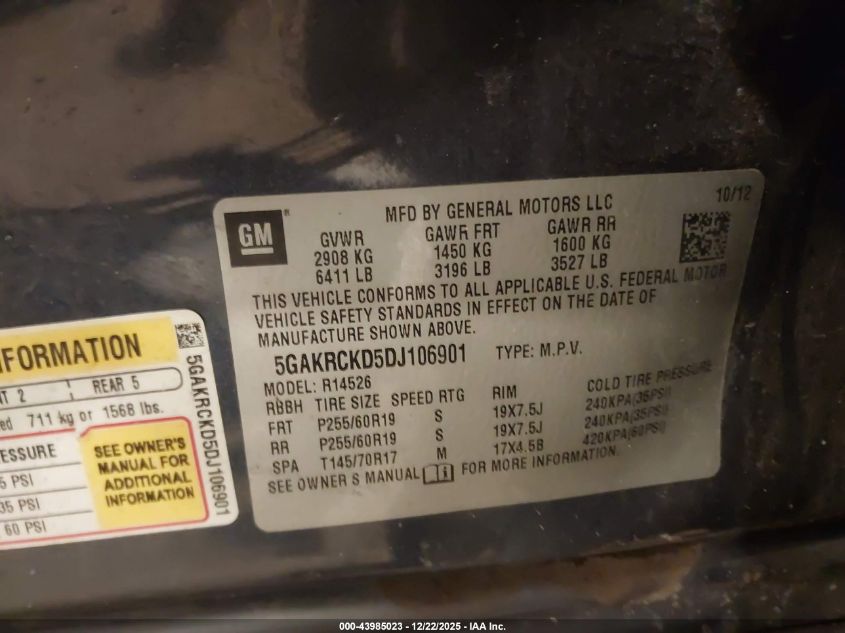 10/12
MFD BY GENERAL MOTORS LLC
GM
GVWR GAWR FRT GAWR RR
2908 KG 1450 KG 1600 KG
6411 LB 3196 LB 3527 LB
THIS VEHICLE CONFORMS TO ALL APPLICABLE U.S. FEDERAL MOTOR
VEHICLE SAFETY STANDARDS IN EFFECT ON THE DATE OF
MANUFACTURE SHOWN ABOVE.
5GAKRCKD5DJ106901 TYPE: M.P.V.
MODEL: R14526
RBBH TIRE SIZE SPEED RTG RIM COLD TIRE PRESSURE
FRT P255/60R19 S 19X7.5J 240KPA(35PSI)
RR P255/60R19 S 19X7.5J 240KPA(35PSI)
SPA T145/70R17 M 17X4.5B 420KPA(60PSI)
SEE OWNER S MANUAL FOR MORE INFORMATION.
NFORMATION
NT 2 REAR 5
ed 711 kg or 1568 lbs.
ESSURE
5 PSI
35 PSI
60 PSI
SEE OWNER'S
MANUAL FOR
ADDITIONAL
INFORMATION
5GAKRCKD5DJ106901
000-43985023 - 12/22/2025 - IAA Inc.